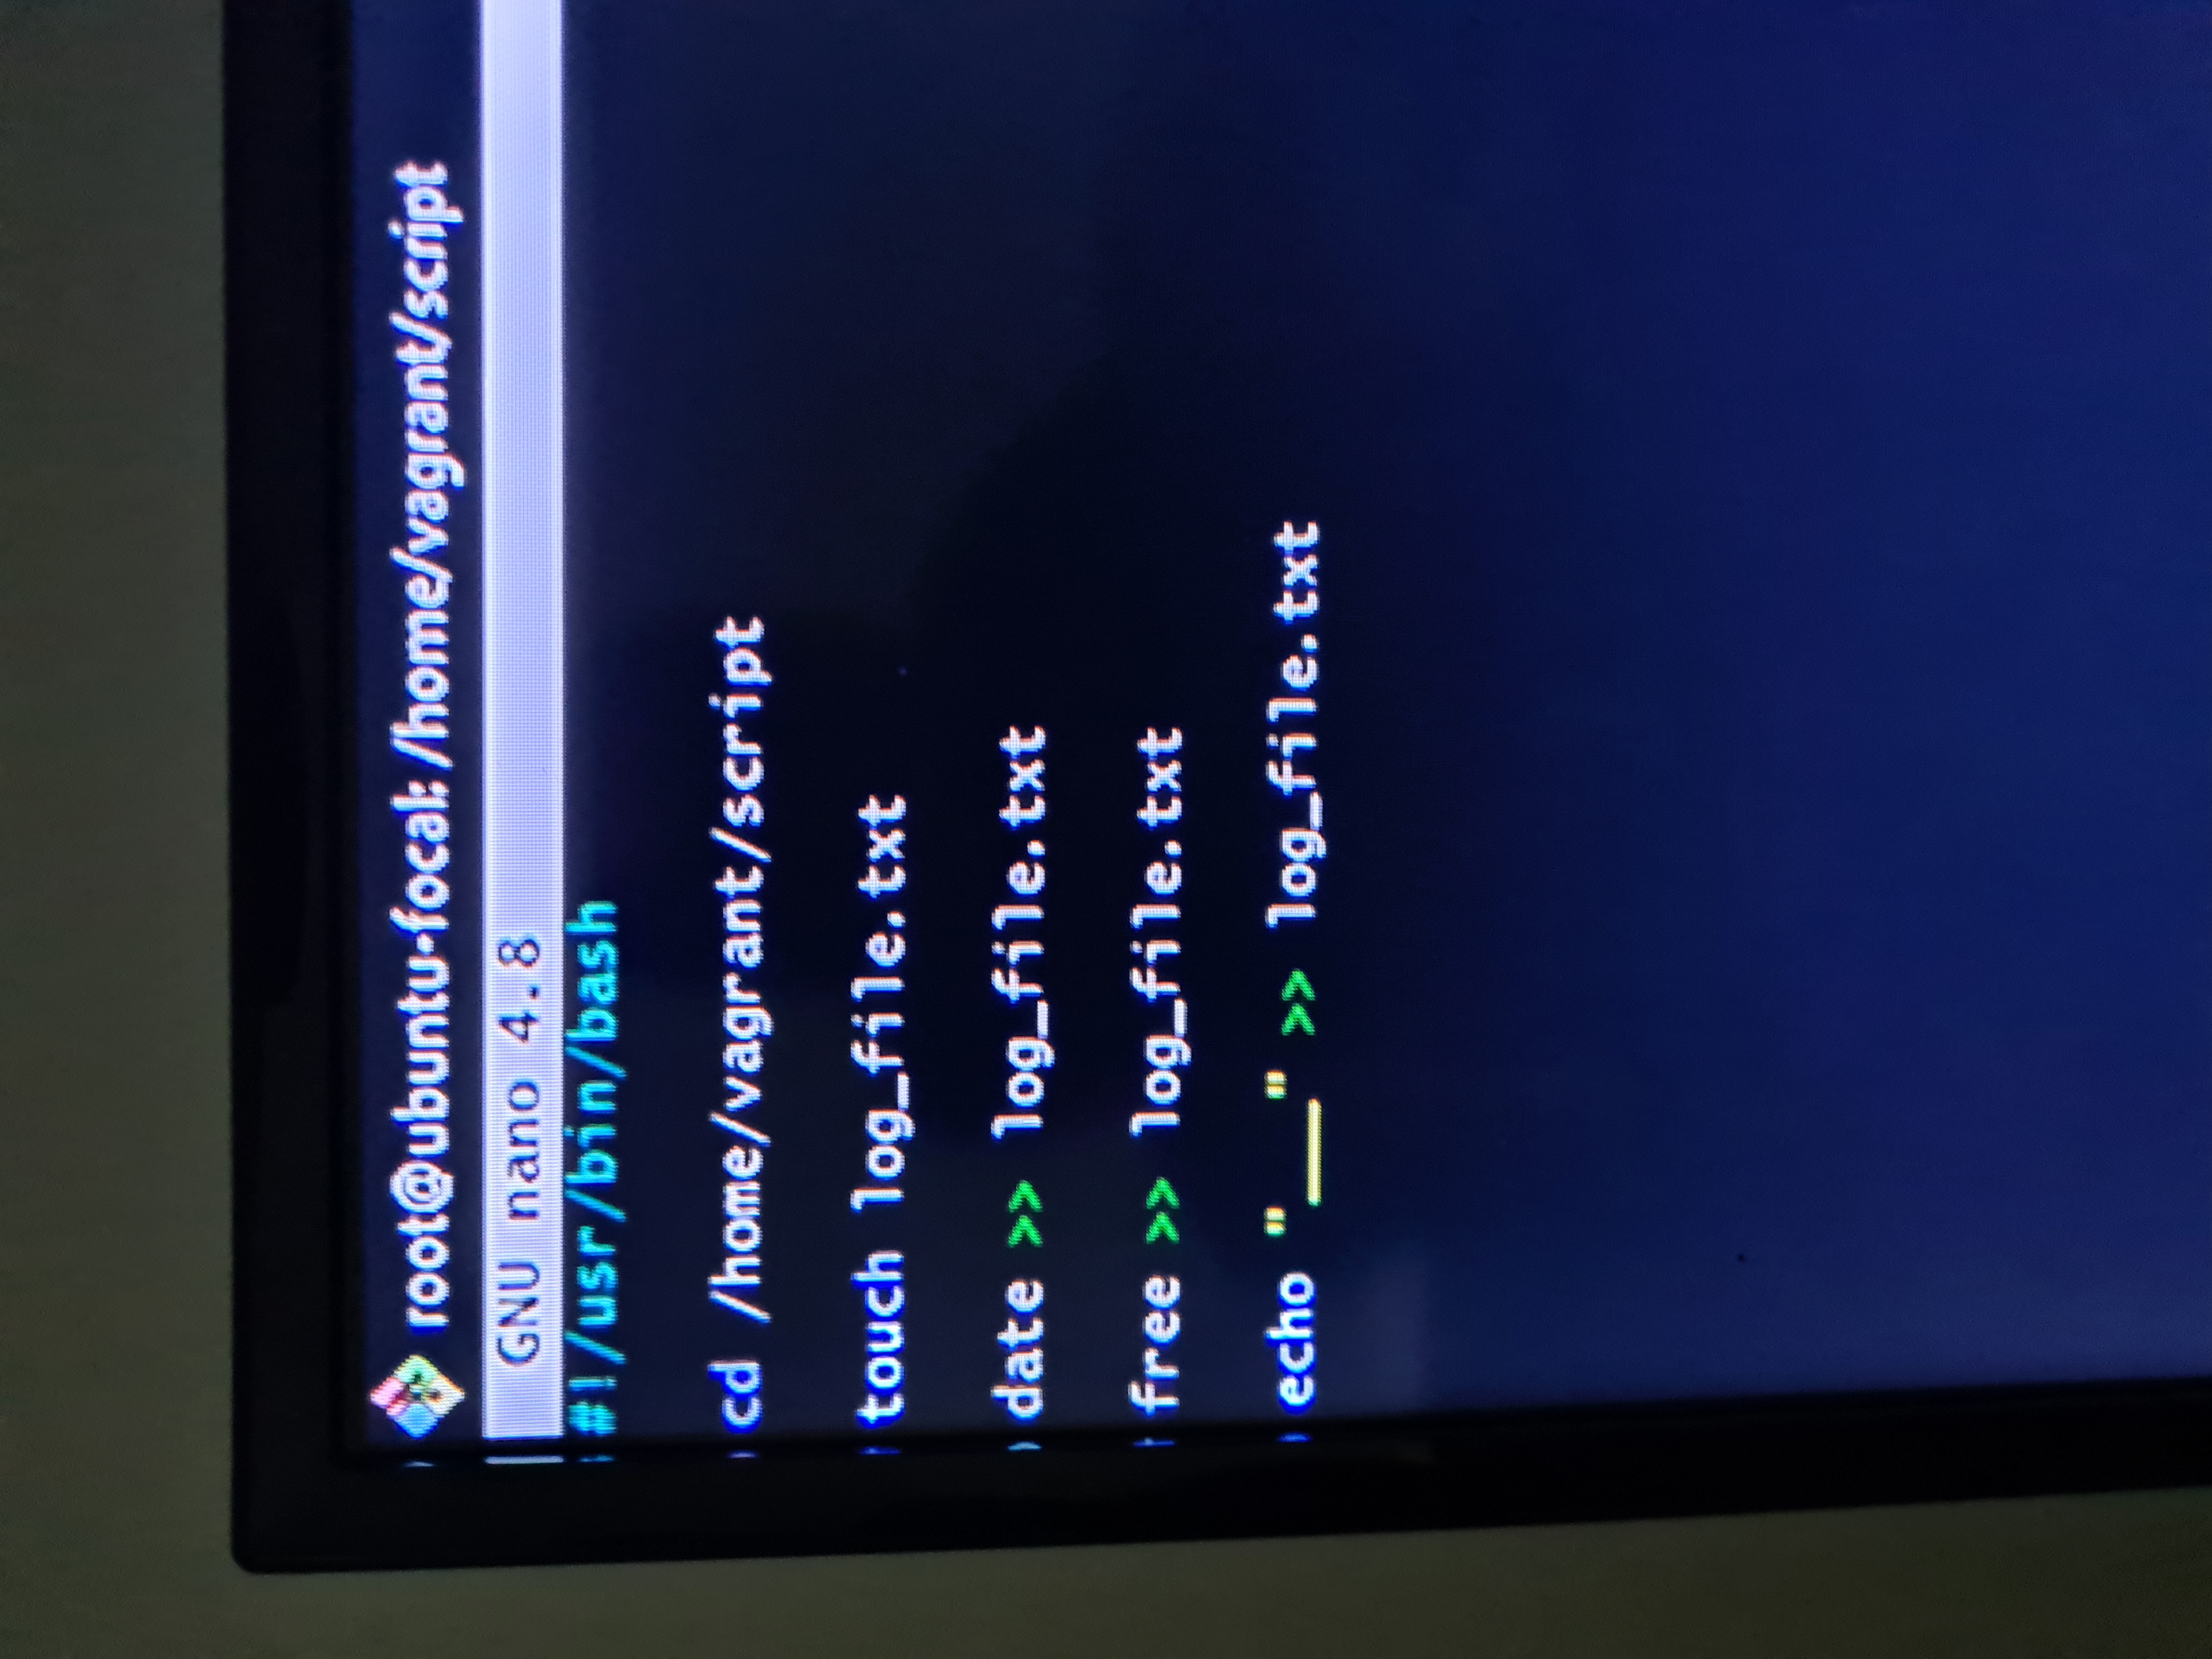 root@ubuntu-focal: /home/vagrant/script
GNU nano 4.8
#!/usr/bin/bash
cd /home/vagrant/script
touch log_file.txt
date >> log_file.txt
free >> log_file.txt
echo "___" >> log_file.txt